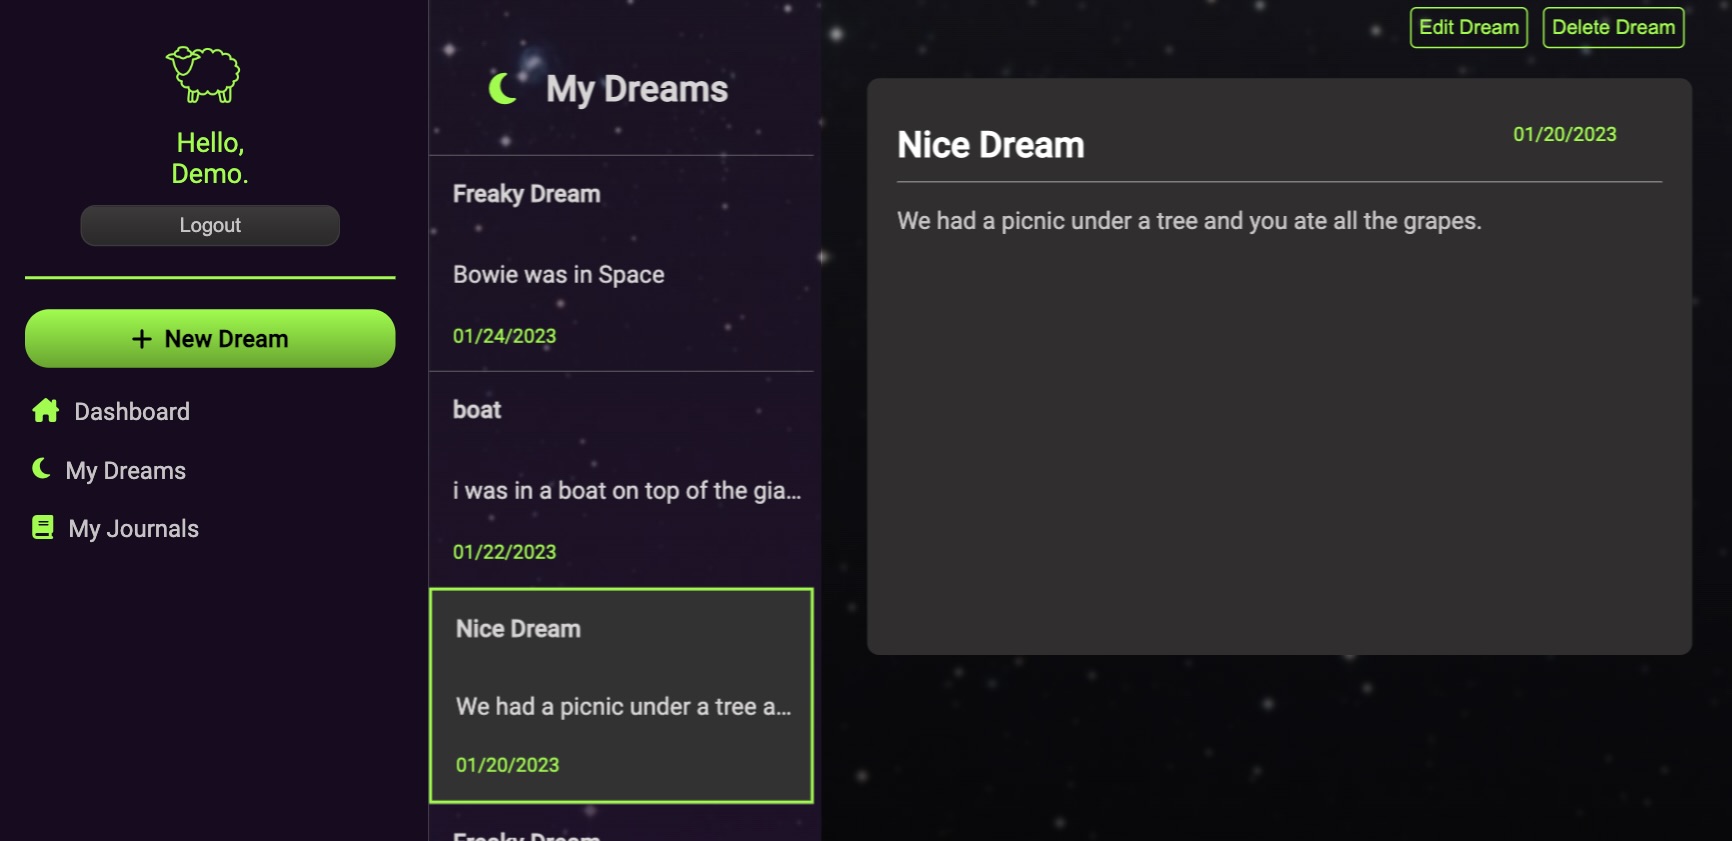 Hello,
Demo.
Logout
New Dream
Dashboard
My Dreams
My Journals
My Dreams
Freaky Dream
Bowie was in Space
01/24/2023
boat
i was in a boat on top of the gia...
01/22/2023
Nice Dream
We had a picnic under a tree a...
01/20/2023
Freaky Dream
Edit Dream
Delete Dream
Nice Dream
01/20/2023
We had a picnic under a tree and you ate all the grapes.